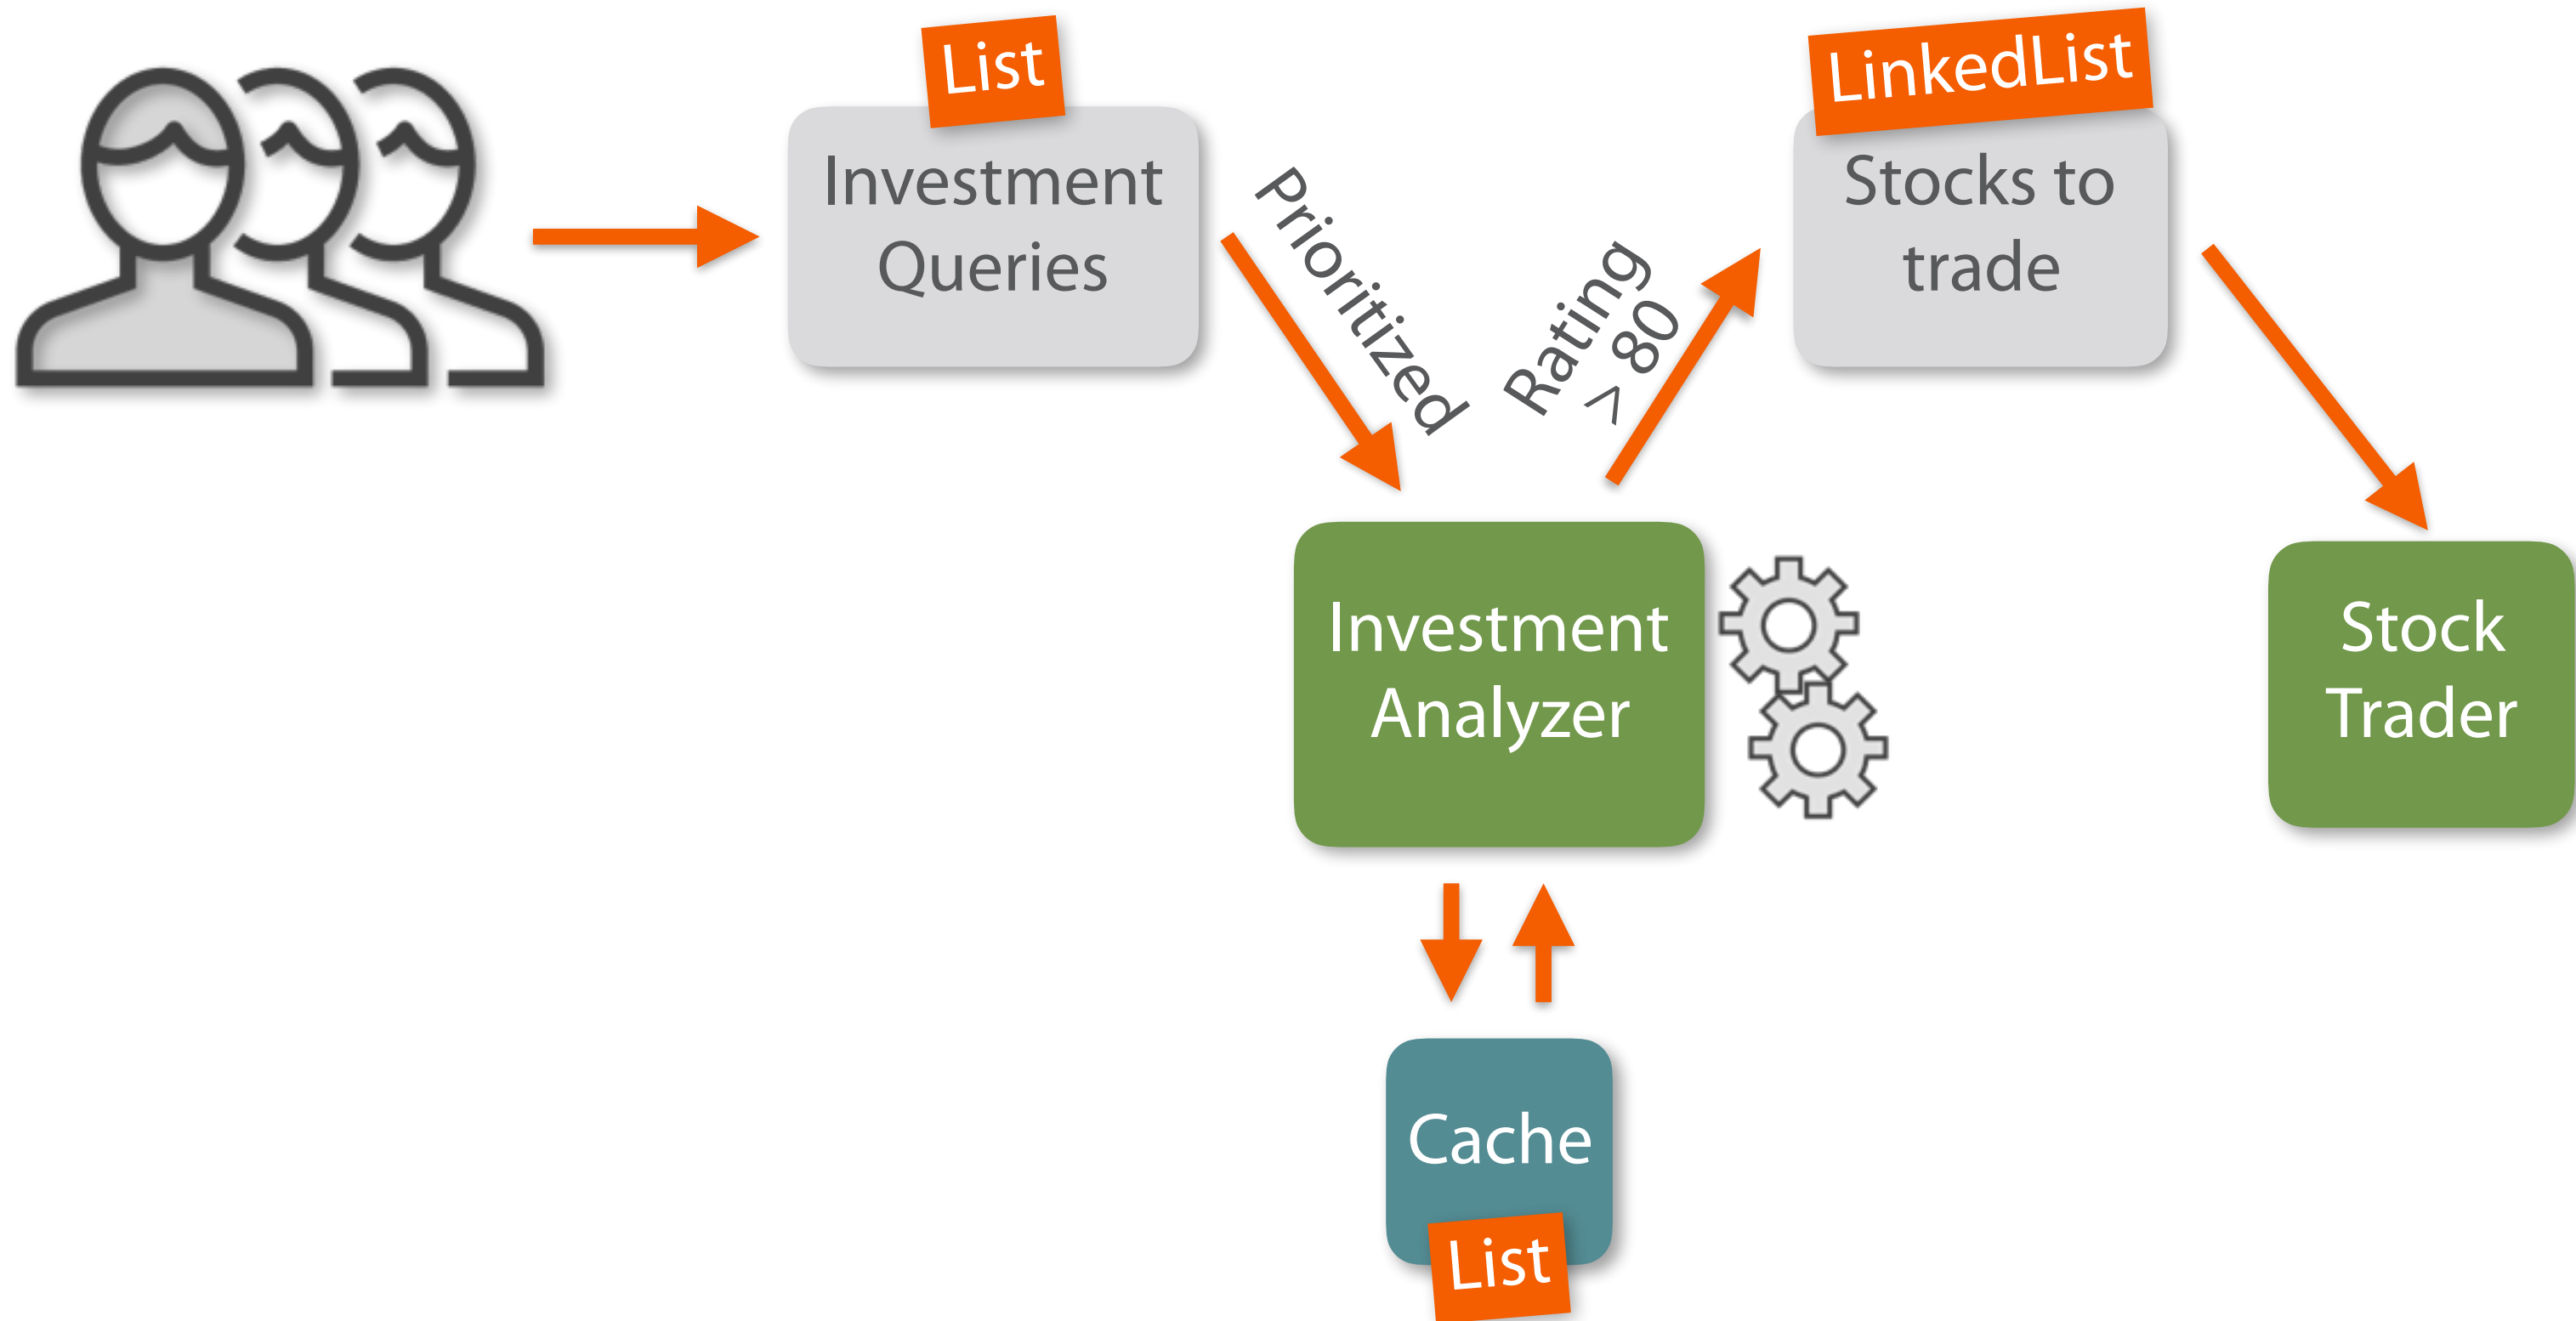 List
Investment
Queries
Prioritized
Rating
> 80
LinkedList
Stocks to
trade
Investment
Analyzer
Stock
Trader
Cache
List